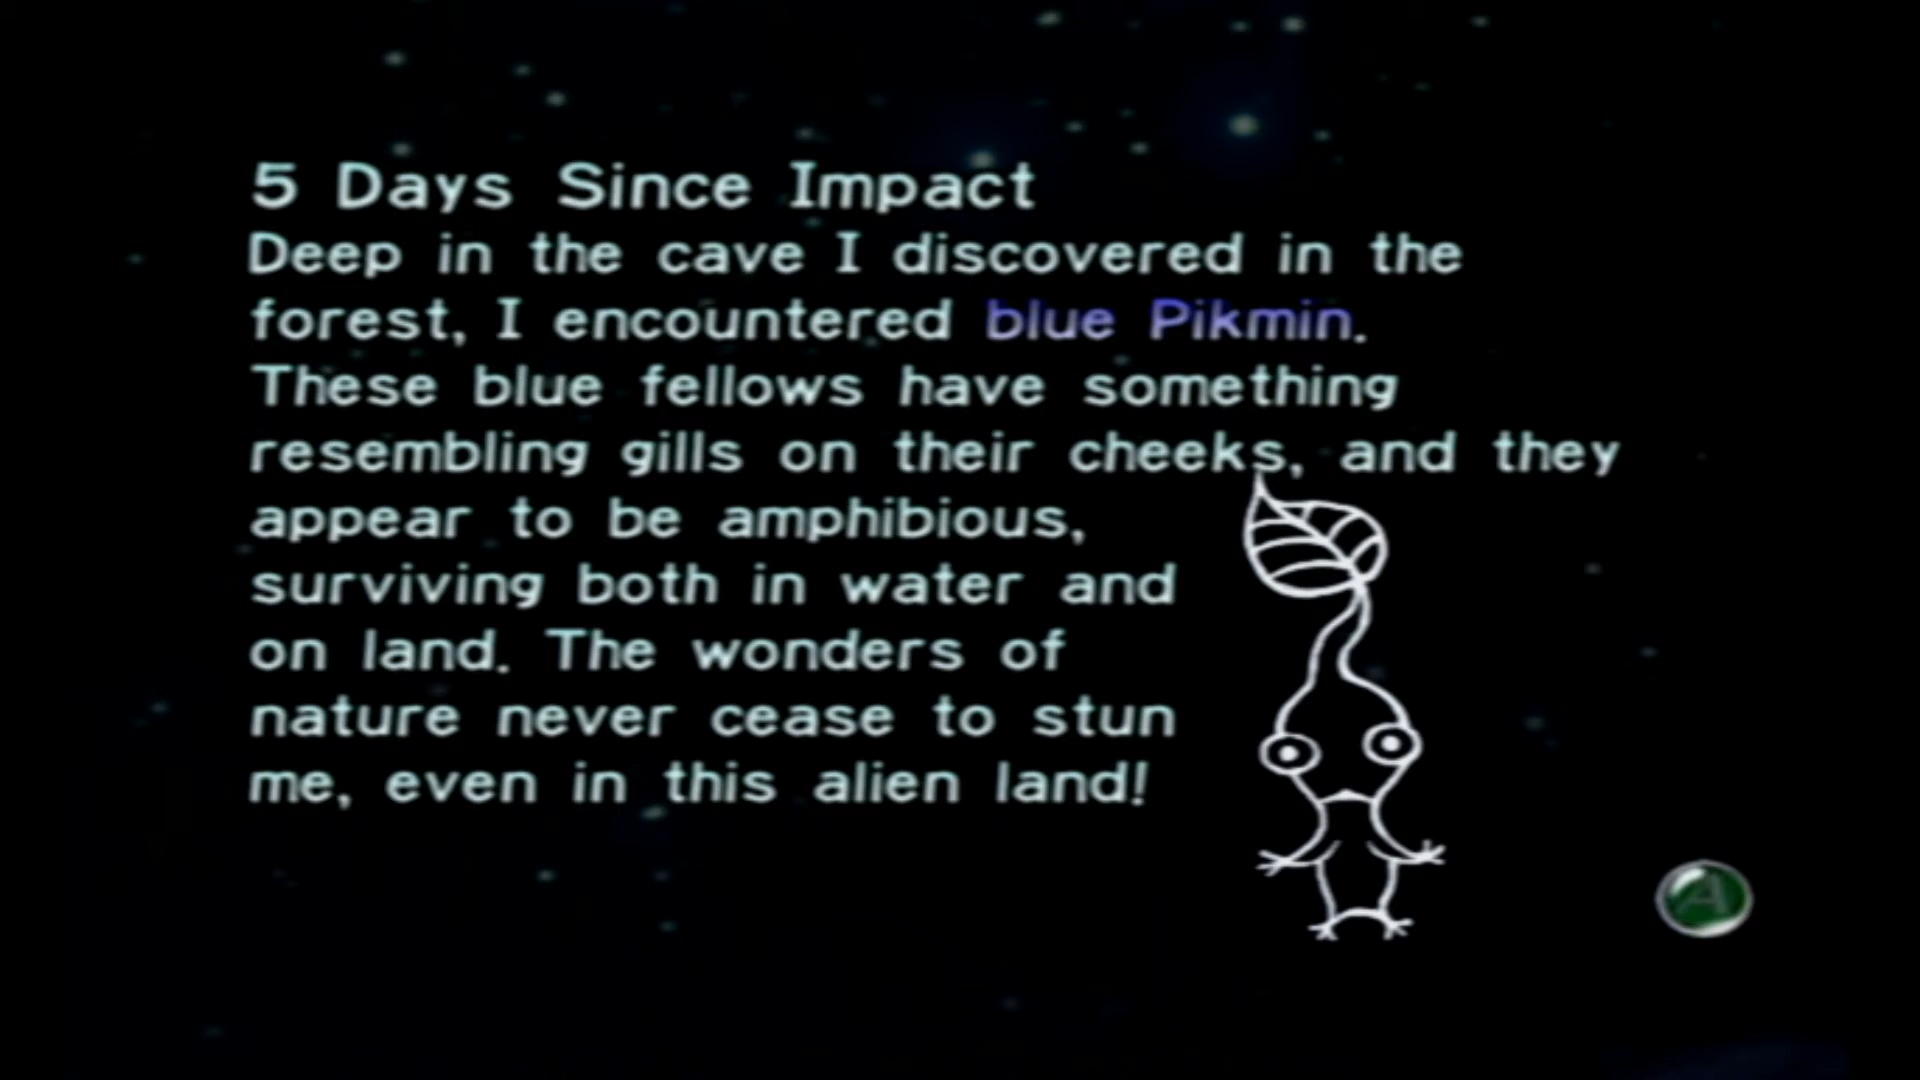 5 Days Since Impact
Deep in the cave I discovered in the
forest, I encountered blue Pikmin.
These blue fellows have something
resembling gills on their cheeks, and they
appear to be amphibious,
surviving both in water and
on land. The wonders of
nature never cease to stun
me, even in this alien land!
A